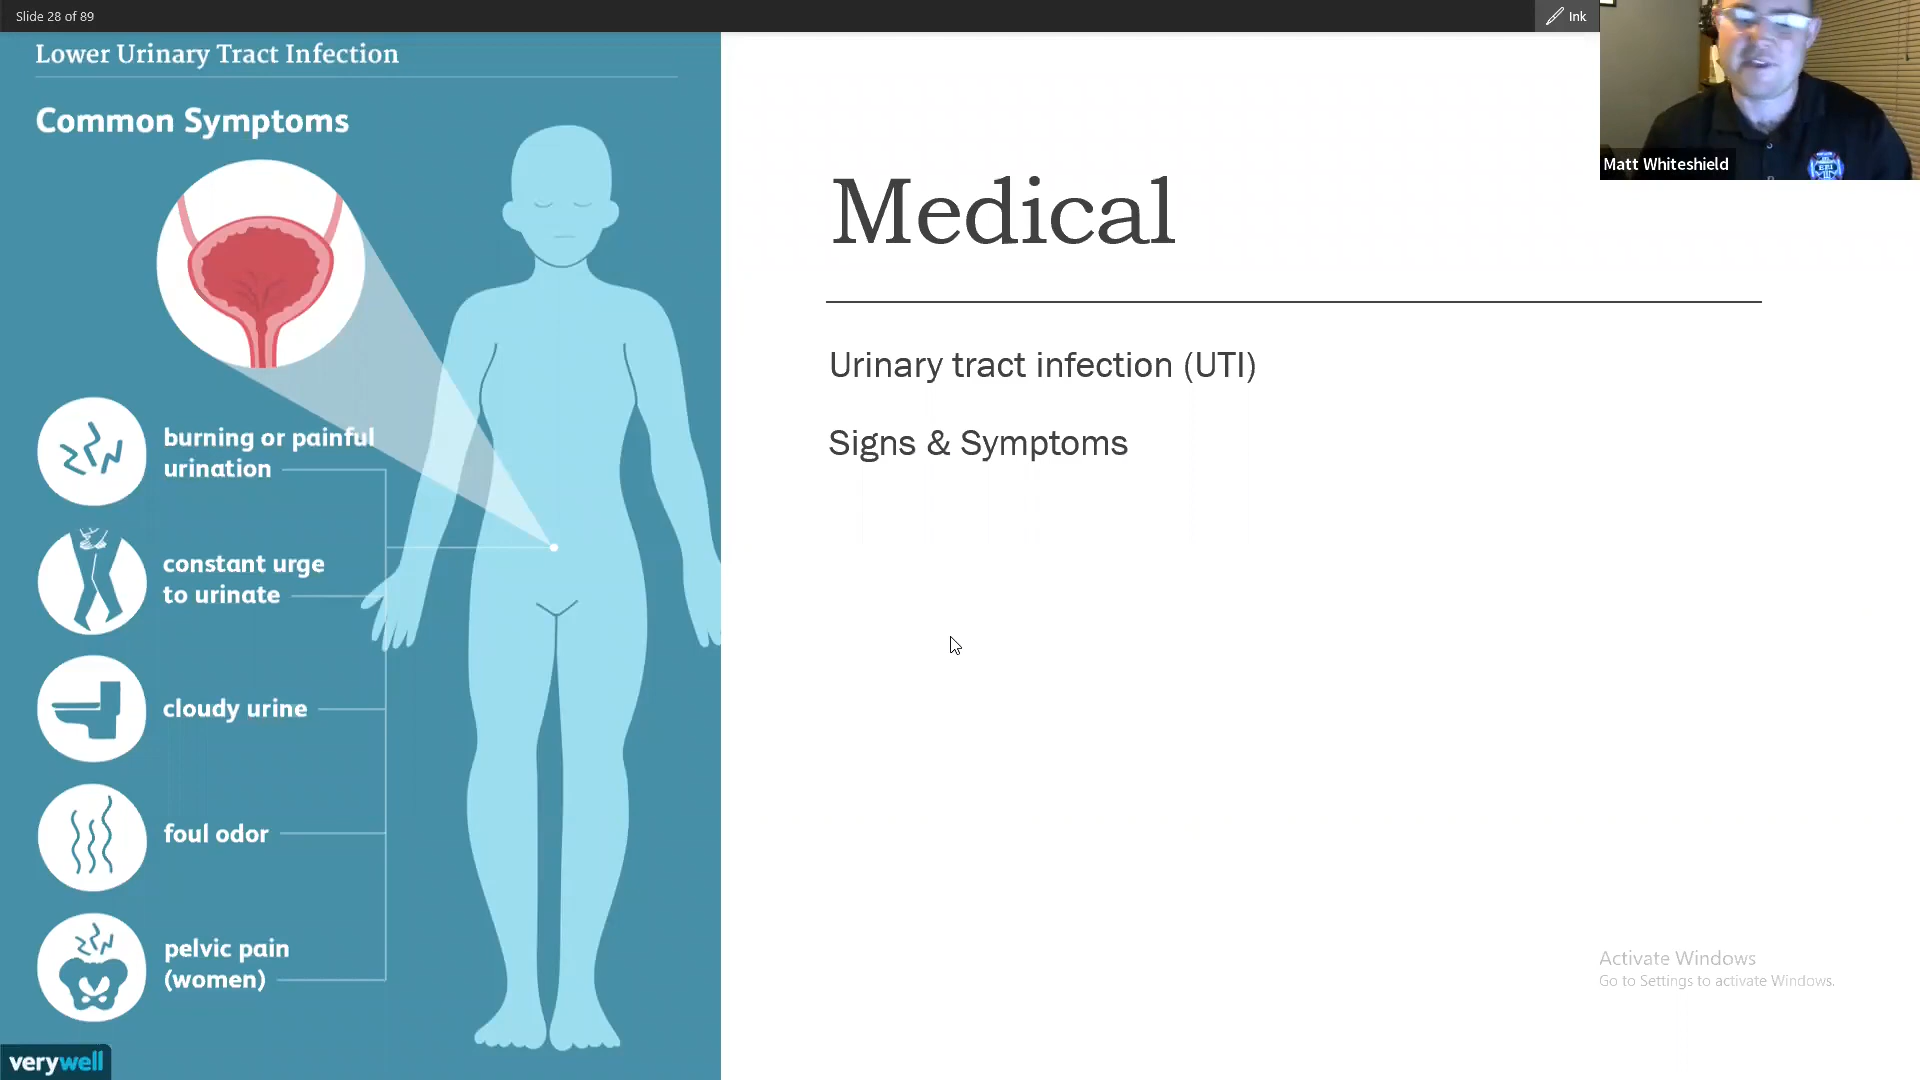 Slide 28 of 89
Ink
Matt Whiteshield
Lower Urinary Tract Infection
Common Symptoms
burning or painful
urination
constant urge
to urinate
cloudy urine
foul odor
pelvic pain
(women)
verywell
Medical
Urinary tract infection (UTI)
Signs & Symptoms
Activate Windows
Go to Settings to activate Windows.